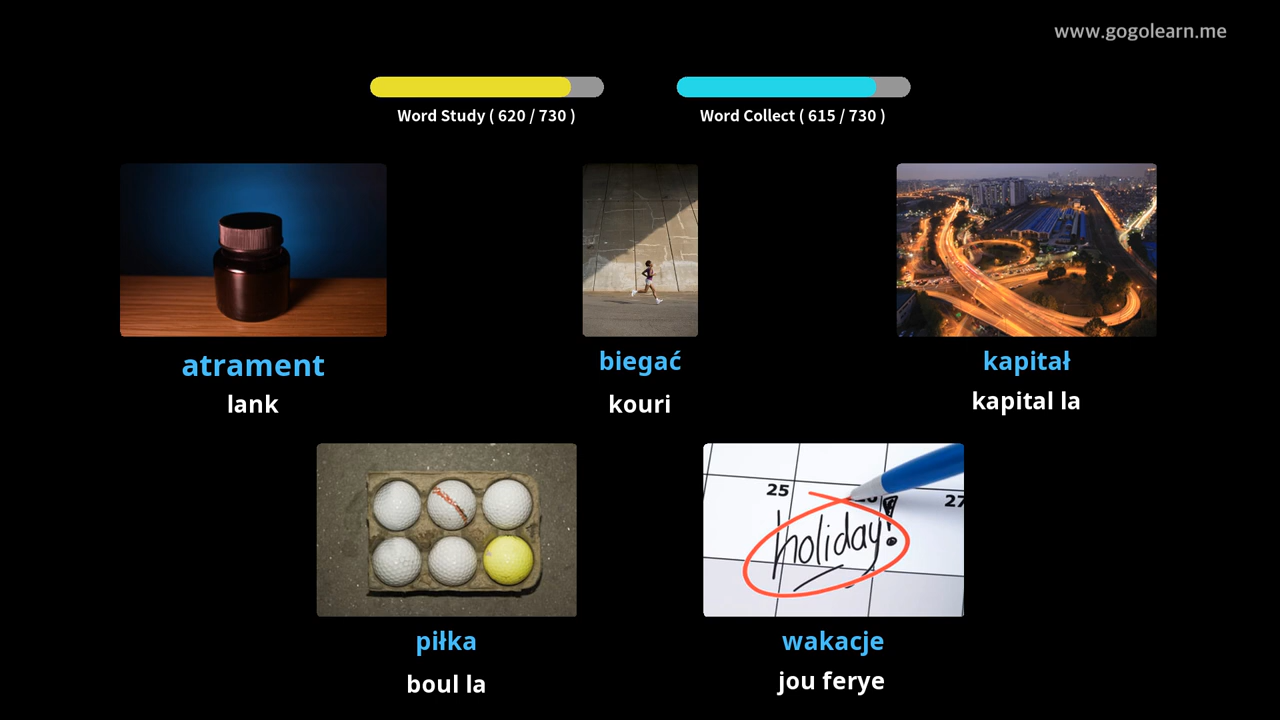 www.gogolearn.me
Word Study ( 620 / 730 )
Word Collect ( 615 / 730 )
atrament
lank
biegać
kouri
kapitał
kapital la
25
27
holiday!
piłka
boul la
wakacje
jou ferye